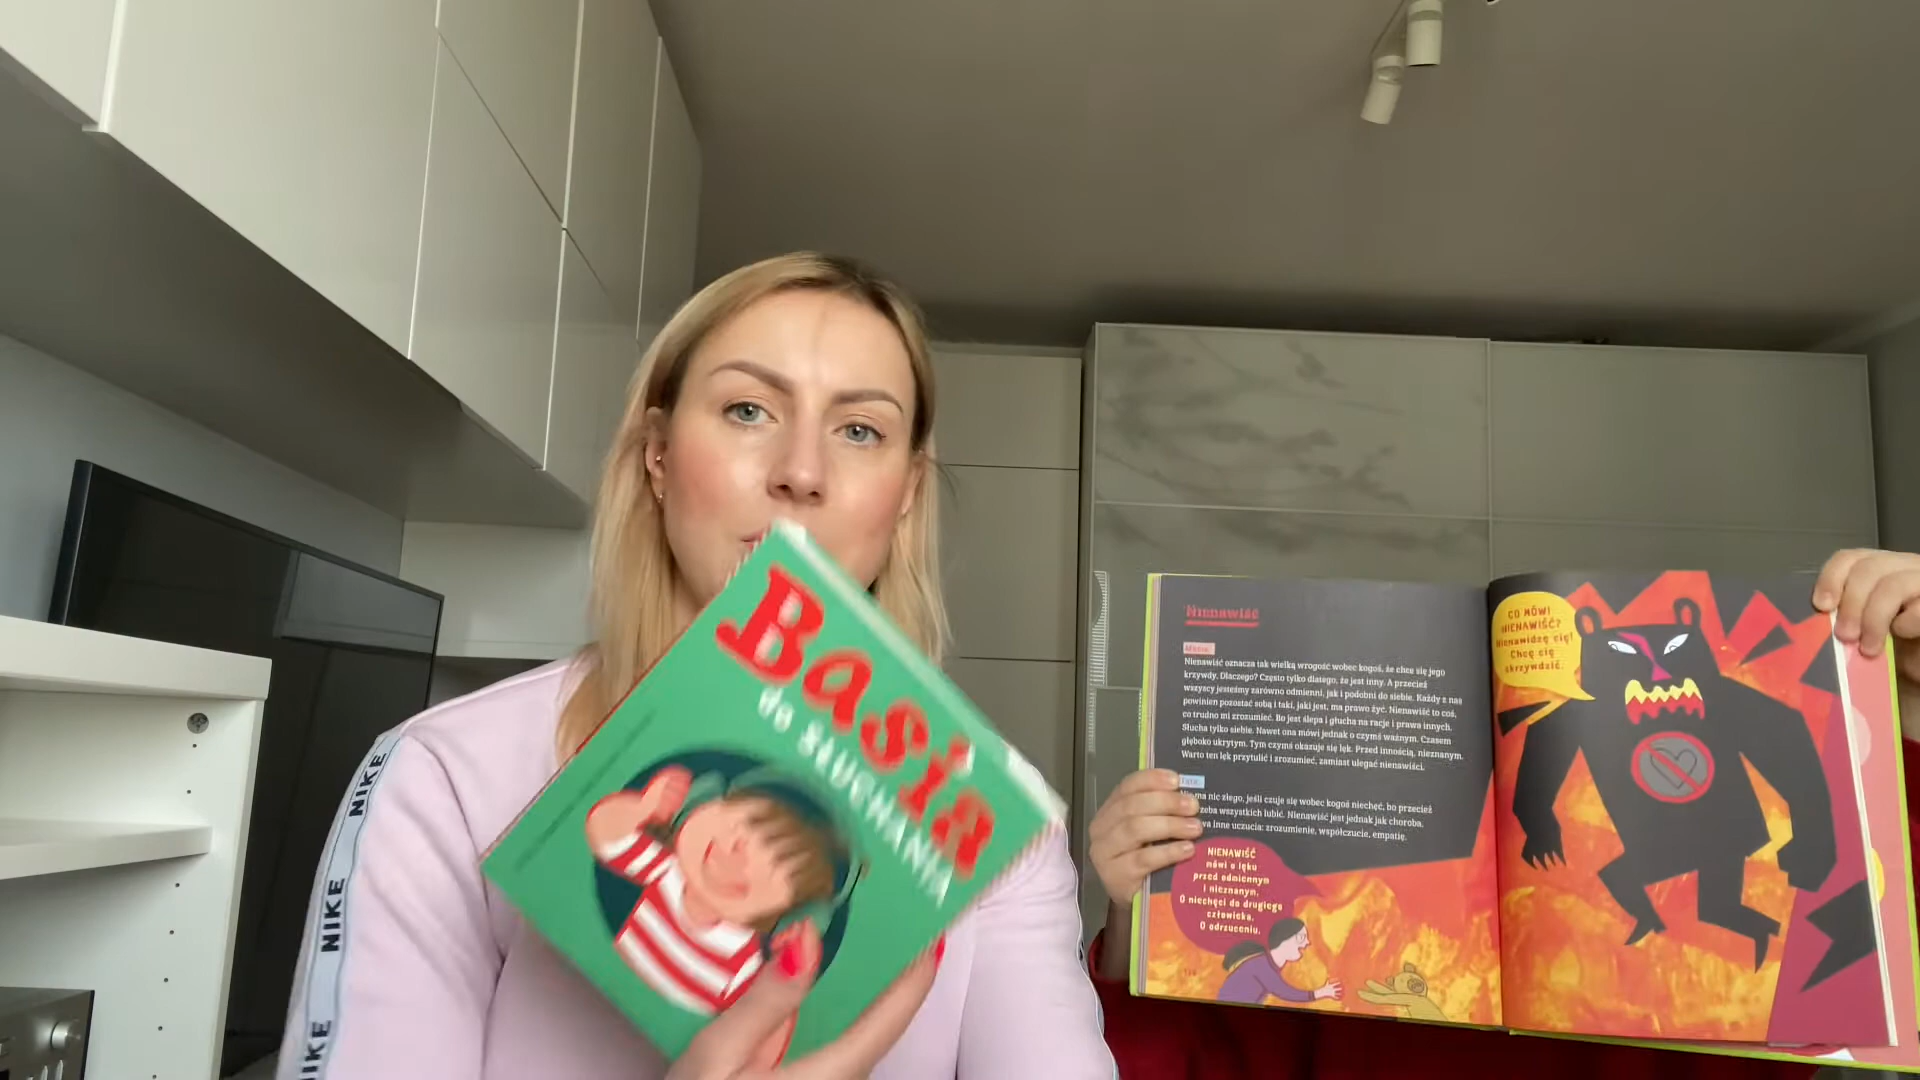 Basia
do SŁUCHANIA
NIKE
NIKE
NIKE
Nienawiść
Mama:
Nienawiść oznacza tak wielką wrogość wobec kogoś, że chce się jego
krzywdy. Dlaczego? Często tylko dlatego, że jest inny. A przecież
wszyscy jesteśmy zarówno odmienni, jak i podobni do siebie. Każdy z nas
powinien pozostać sobą i taki, jaki jest, ma prawo żyć. Nienawiść to coś,
co trudno mi zrozumieć. Bo jest ślepa i głucha na racje i prawa innych.
Słucha tylko siebie. Nawet ona mówi jednak o czymś ważnym. Czasem
głęboko ukrytym. Tym czymś okazuje się lęk. Przed innością, nieznanym.
Warto ten lęk przytulić i zrozumieć, zamiast ulegać nienawiści.
Tata:
ma nic złego, jeśli czuje się wobec kogoś niechęć, bo przecież
wszystkich lubić. Nienawiść jest jednak jak choroba,
inne uczucia: zrozumienie, współczucie, empatię.
NIENAWIŚĆ
mówi o lęku
przed odmiennym
i nieznanym.
O niechęci do drugiego
człowieka.
O odrzuceniu.
CO MÓWI
NIENAWIŚĆ?
Nienawidzę cię!
Chcę cię
skrzywdzić.